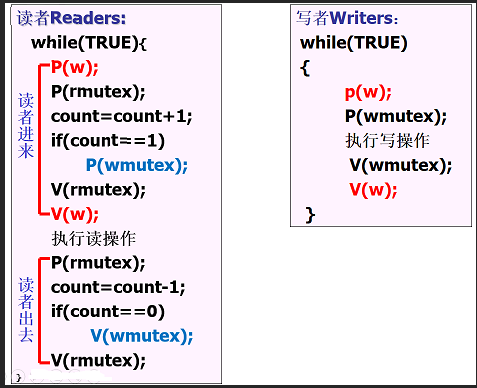 读者Readers:
while(TRUE){
P(w);
P(rmutex);
count=count+1;
if(count==1)
P(wmutex);
V(rmutex);
V(w);
读者进来
执行读操作
P(rmutex);
count=count-1;
if(count==0)
V(wmutex);
V(rmutex);
读者出去
}
写者Writers:
while(TRUE)
{
p(w);
P(wmutex);
执行写操作
V(wmutex);
V(w);
}